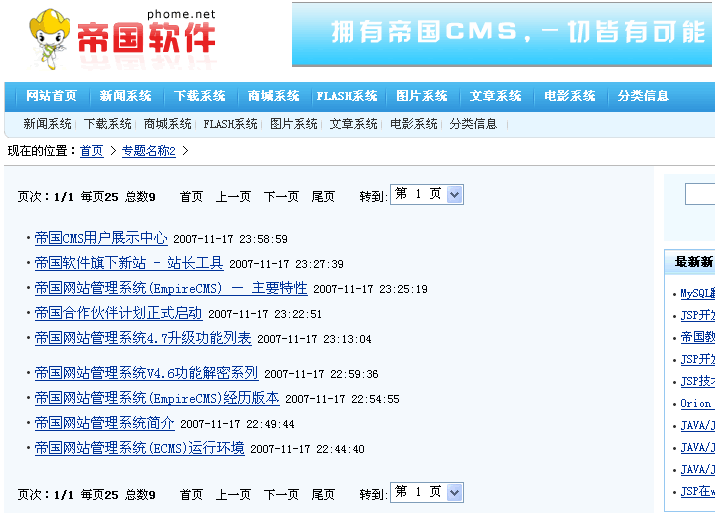 phome.net
帝国软件
拥有帝国CMS，一切皆有可能
网站首页 新闻系统 下载系统 商城系统 FLASH系统 图片系统 文章系统 电影系统 分类信息
新闻系统 下载系统 商城系统 FLASH系统 图片系统 文章系统 电影系统 分类信息
现在的位置：首页 > 专题名称2 >
页次：1/1 每页25 总数9 首页 上一页 下一页 尾页 转到: 第 1 页
·帝国CMS用户展示中心 2007-11-17 23:58:59
·帝国软件旗下新站 - 站长工具 2007-11-17 23:27:39
·帝国网站管理系统(EmpireCMS) — 主要特性 2007-11-17 23:25:19
·帝国合作伙伴计划正式启动 2007-11-17 23:22:51
·帝国网站管理系统4.7升级功能列表 2007-11-17 23:13:04
·帝国网站管理系统V4.6功能解密系列 2007-11-17 22:59:36
·帝国网站管理系统(EmpireCMS)经历版本 2007-11-17 22:54:55
·帝国网站管理系统简介 2007-11-17 22:49:44
·帝国网站管理系统(ECMS)运行环境 2007-11-17 22:44:40
页次：1/1 每页25 总数9 首页 上一页 下一页 尾页 转到: 第 1 页
最新新
·MySQL
·JSP开
·帝国教
·JSP开
·JSP技
·Orion
·JAVA/J
·JAVA/J
·JAVA/J
·JSP在